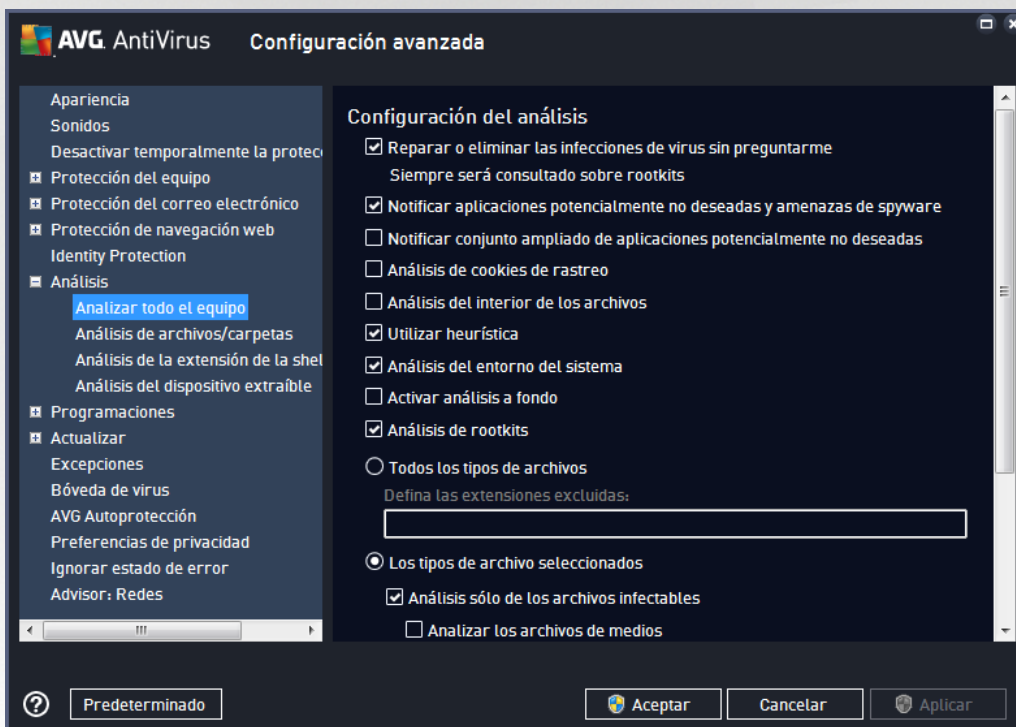 AVG. AntiVirus
Configuración avanzada
Apariencia
Sonidos
Desactivar temporalmente la protec
Protección del equipo
Protección del correo electrónico
Protección de navegación web
Identity Protection
Análisis
Analizar todo el equipo
Análisis de archivos/carpetas
Análisis de la extensión de la shel
Análisis del dispositivo extraíble
Programaciones
Actualizar
Excepciones
Bóveda de virus
AVG Autoprotección
Preferencias de privacidad
Ignorar estado de error
Advisor: Redes
Configuración del análisis
Reparar o eliminar las infecciones de virus sin preguntarme
Siempre será consultado sobre rootkits
Notificar aplicaciones potencialmente no deseadas y amenazas de spyware
Notificar conjunto ampliado de aplicaciones potencialmente no deseadas
Análisis de cookies de rastreo
Análisis del interior de los archivos
Utilizar heurística
Análisis del entorno del sistema
Activar análisis a fondo
Análisis de rootkits
Todos los tipos de archivos
Defina las extensiones excluidas:
Los tipos de archivo seleccionados
Análisis sólo de los archivos infectables
Analizar los archivos de medios
?
Predeterminado
Aceptar
Cancelar
Aplicar